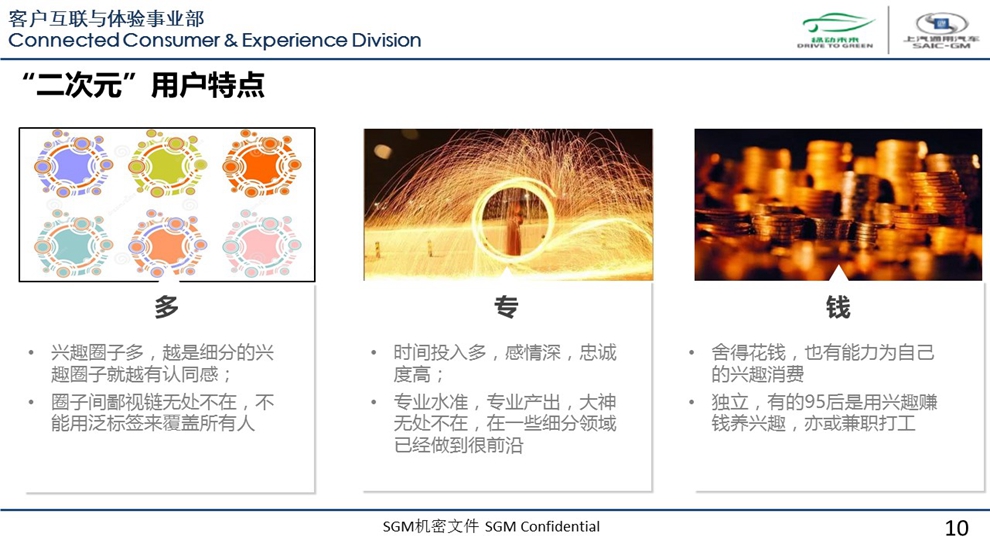 客户互联与体验事业部
Connected Consumer & Experience Division
绿动未来
DRIVE TO GREEN
上汽通用汽车
SAIC-GM
“二次元”用户特点
多
• 兴趣圈子多，越是细分的兴
趣圈子就越有认同感；
• 圈子间鄙视链无处不在，不
能用泛标签来覆盖所有人
专
• 时间投入多，感情深，忠诚
度高；
• 专业水准，专业产出，大神
无处不在，在一些细分领域
已经做到很前沿
钱
• 舍得花钱，也有能力为自己
的兴趣消费
• 独立，有的95后是用兴趣赚
钱养兴趣，亦或兼职打工
SGM机密文件 SGM Confidential
10